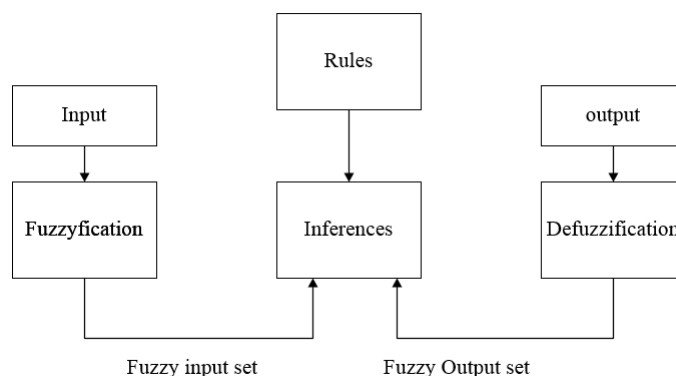 Rules
Input
output
Fuzzyfication
Inferences
Defuzzification
Fuzzy input set
Fuzzy Output set